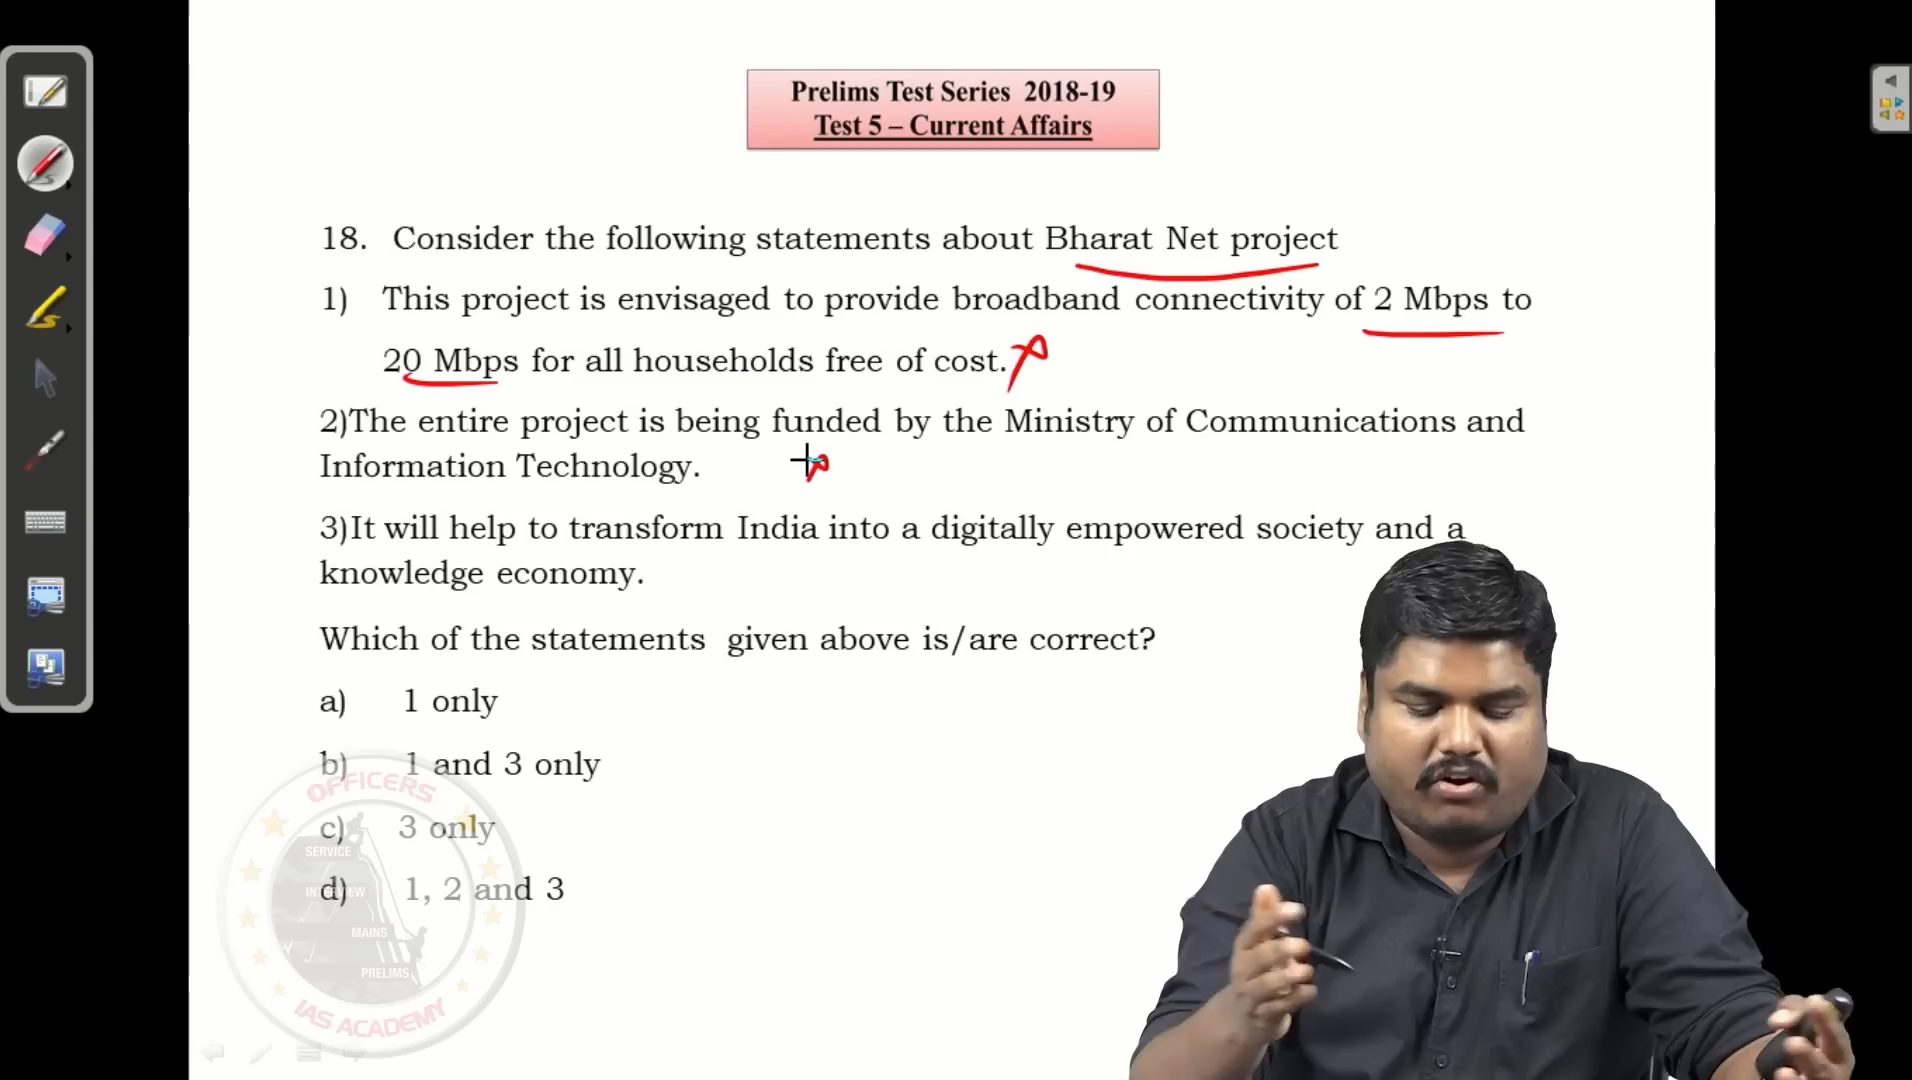 Prelims Test Series 2018-19
Test 5 – Current Affairs
18. Consider the following statements about Bharat Net project
1) This project is envisaged to provide broadband connectivity of 2 Mbps to
20 Mbps for all households free of cost.
2)The entire project is being funded by the Ministry of Communications and
Information Technology.
3)It will help to transform India into a digitally empowered society and a
knowledge economy.
Which of the statements given above is/are correct?
a) 1 only
b) 1 and 3 only
c) 3 only
d) 1, 2 and 3
OFFICERS
SERVICE
INTERVIEW
MAINS
PRELIMS
IAS ACADEMY